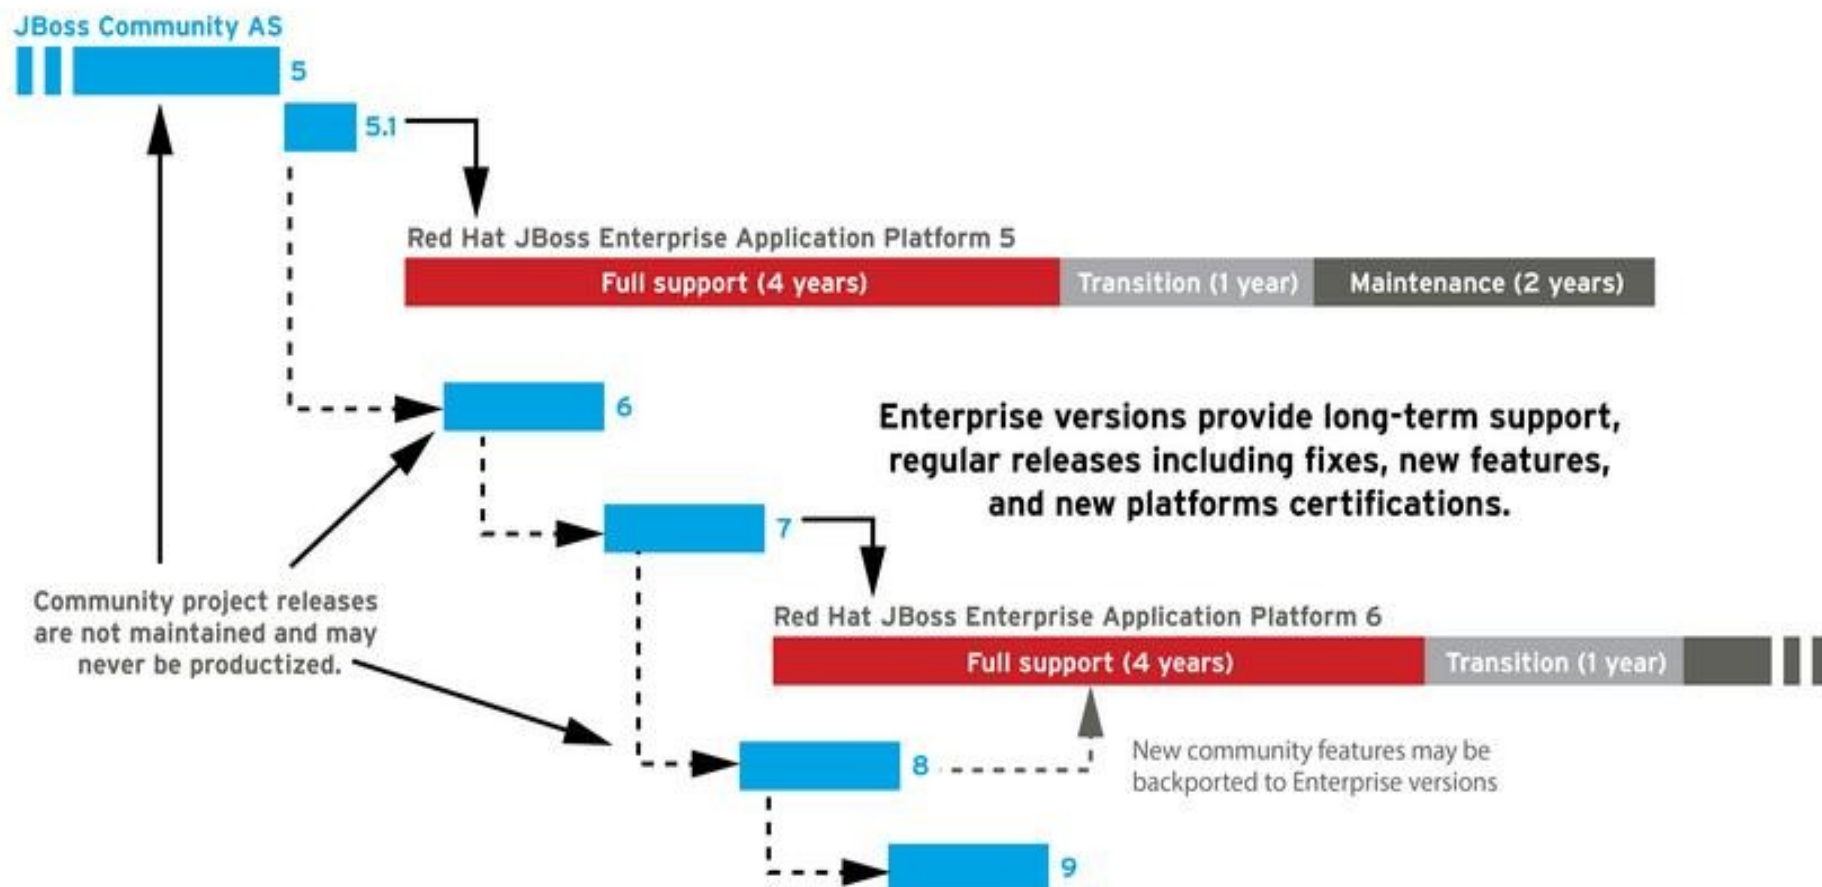 JBoss Community AS
5
5.1
Red Hat JBoss Enterprise Application Platform 5
Full support (4 years)
Transition (1 year)
Maintenance (2 years)
6
Enterprise versions provide long-term support,
regular releases including fixes, new features,
and new platforms certifications.
7
Community project releases
are not maintained and may
never be productized.
Red Hat JBoss Enterprise Application Platform 6
Full support (4 years)
Transition (1 year)
8
New community features may be
backported to Enterprise versions
9